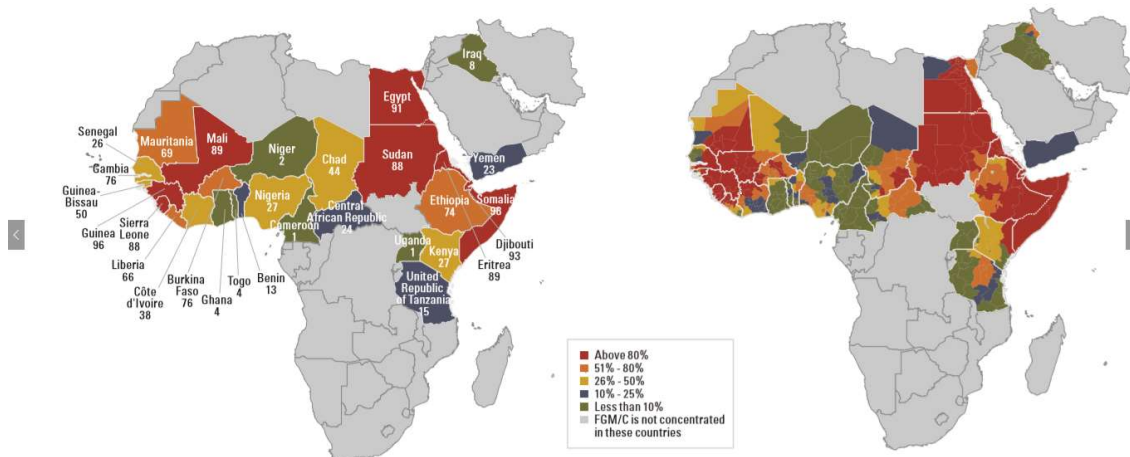 Iraq
8
Egypt
91
Senegal
26
Mauritania
69
Mali
89
Niger
2
Chad
44
Sudan
88
Yemen
23
Gambia
76
Guinea-
Bissau
50
Nigeria
27
Ethiopia
74
Somalia
98
Central
African Republic
24
Cameroon
1
Guinea
96
Sierra
Leone
88
Uganda
1
Kenya
27
Djibouti
93
Liberia
66
Eritrea
89
Côte
d'Ivoire
38
Burkina
Faso
76
Ghana
4
Togo
4
Benin
13
United
Republic
of Tanzania
15
Above 80%
51% - 80%
26% - 50%
10% - 25%
Less than 10%
FGM/C is not concentrated
in these countries